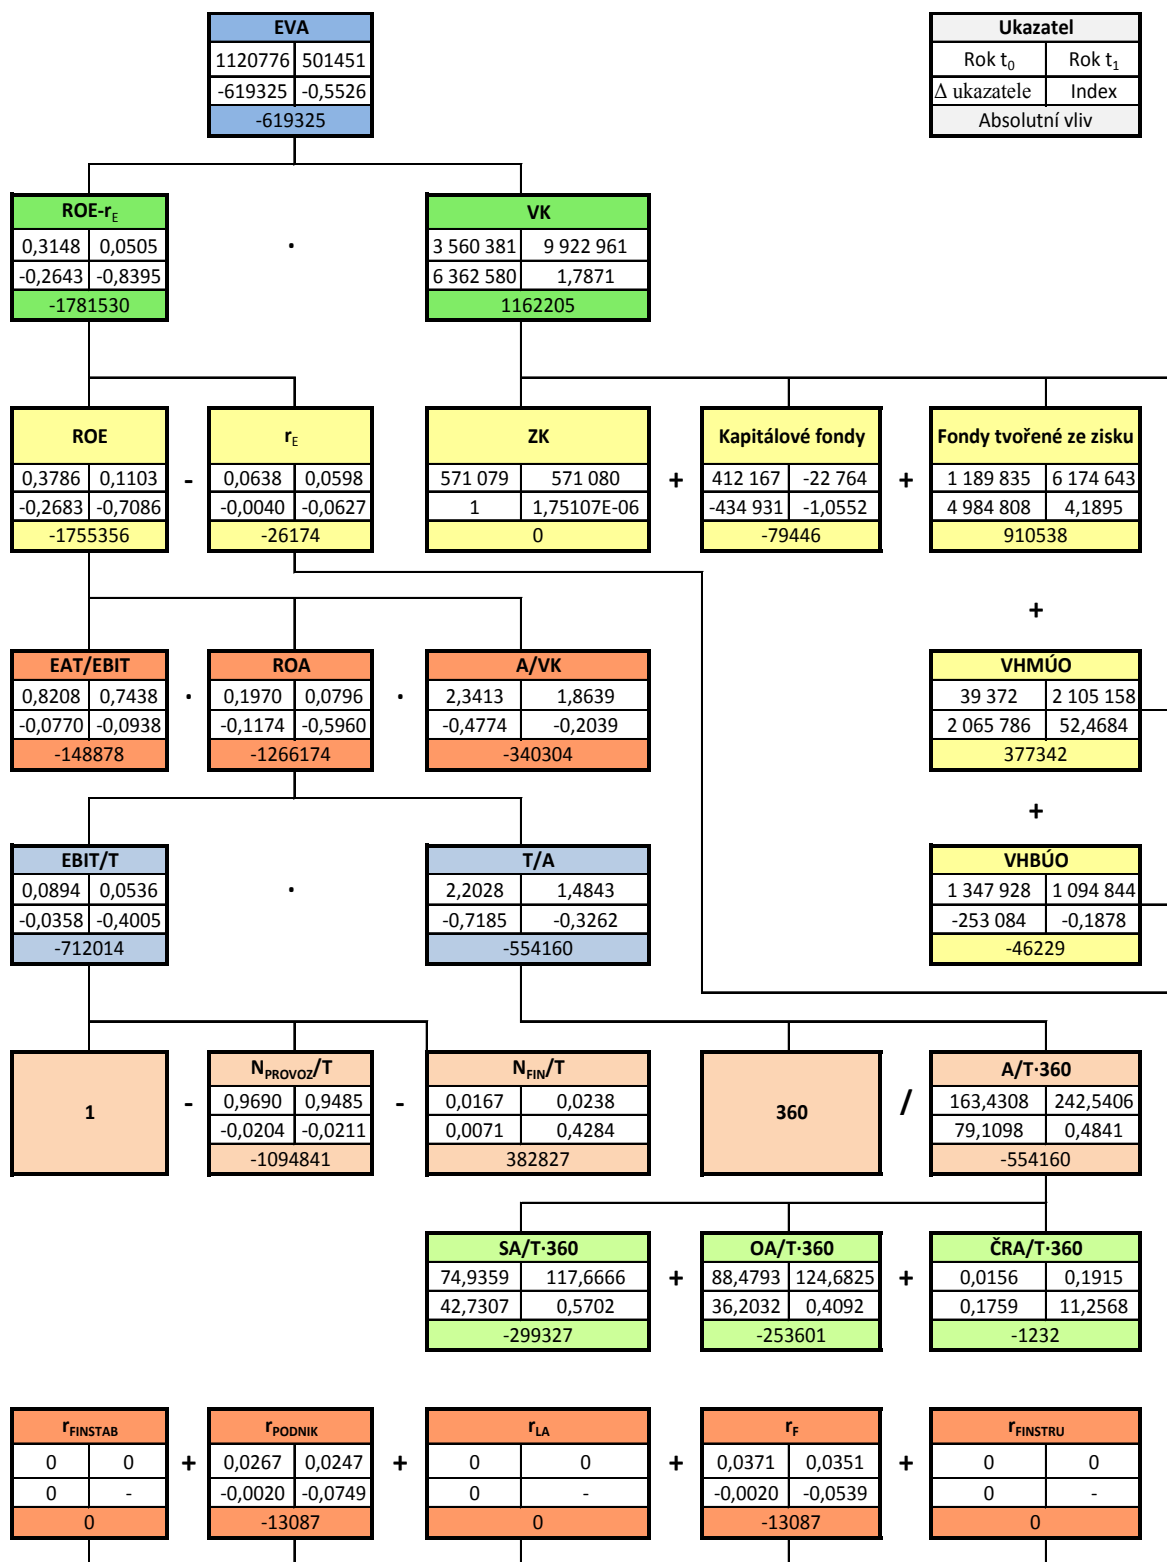 EVA
1120776 501451
-619325 -0,5526
-619325
Ukazatel
Rok t₀ Rok t₁
Δ ukazatele Index
Absolutní vliv
ROE-r_E
0,3148 0,0505
-0,2643 -0,8395
-1781530
·
VK
3 560 381 9 922 961
6 362 580 1,7871
1162205
ROE
0,3786 0,1103
-0,2683 -0,7086
-1755356
-
r_E
0,0638 0,0598
-0,0040 -0,0627
-26174
ZK
571 079 571 080
1 1,75107E-06
0
+
Kapitálové fondy
412 167 -22 764
-434 931 -1,0552
-79446
+
Fondy tvořené ze zisku
1 189 835 6 174 643
4 984 808 4,1895
910538
+
EAT/EBIT
0,8208 0,7438
-0,0770 -0,0938
-148878
·
ROA
0,1970 0,0796
-0,1174 -0,5960
-1266174
·
A/VK
2,3413 1,8639
-0,4774 -0,2039
-340304
VHMÚO
39 372 2 105 158
2 065 786 52,4684
377342
+
EBIT/T
0,0894 0,0536
-0,0358 -0,4005
-712014
·
T/A
2,2028 1,4843
-0,7185 -0,3262
-554160
VHBÚO
1 347 928 1 094 844
-253 084 -0,1878
-46229
1
-
N_PROVOZ/T
0,9690 0,9485
-0,0204 -0,0211
-1094841
-
N_FIN/T
0,0167 0,0238
0,0071 0,4284
382827
360
/
A/T·360
163,4308 242,5406
79,1098 0,4841
-554160
SA/T·360
74,9359 117,6666
42,7307 0,5702
-299327
+
OA/T·360
88,4793 124,6825
36,2032 0,4092
-253601
+
ČRA/T·360
0,0156 0,1915
0,1759 11,2568
-1232
r_FINSTAB
0 0
0 -
0
+
r_PODNIK
0,0267 0,0247
-0,0020 -0,0749
-13087
+
r_LA
0 0
0 -
0
+
r_F
0,0371 0,0351
-0,0020 -0,0539
-13087
+
r_FINSTRU
0 0
0 -
0